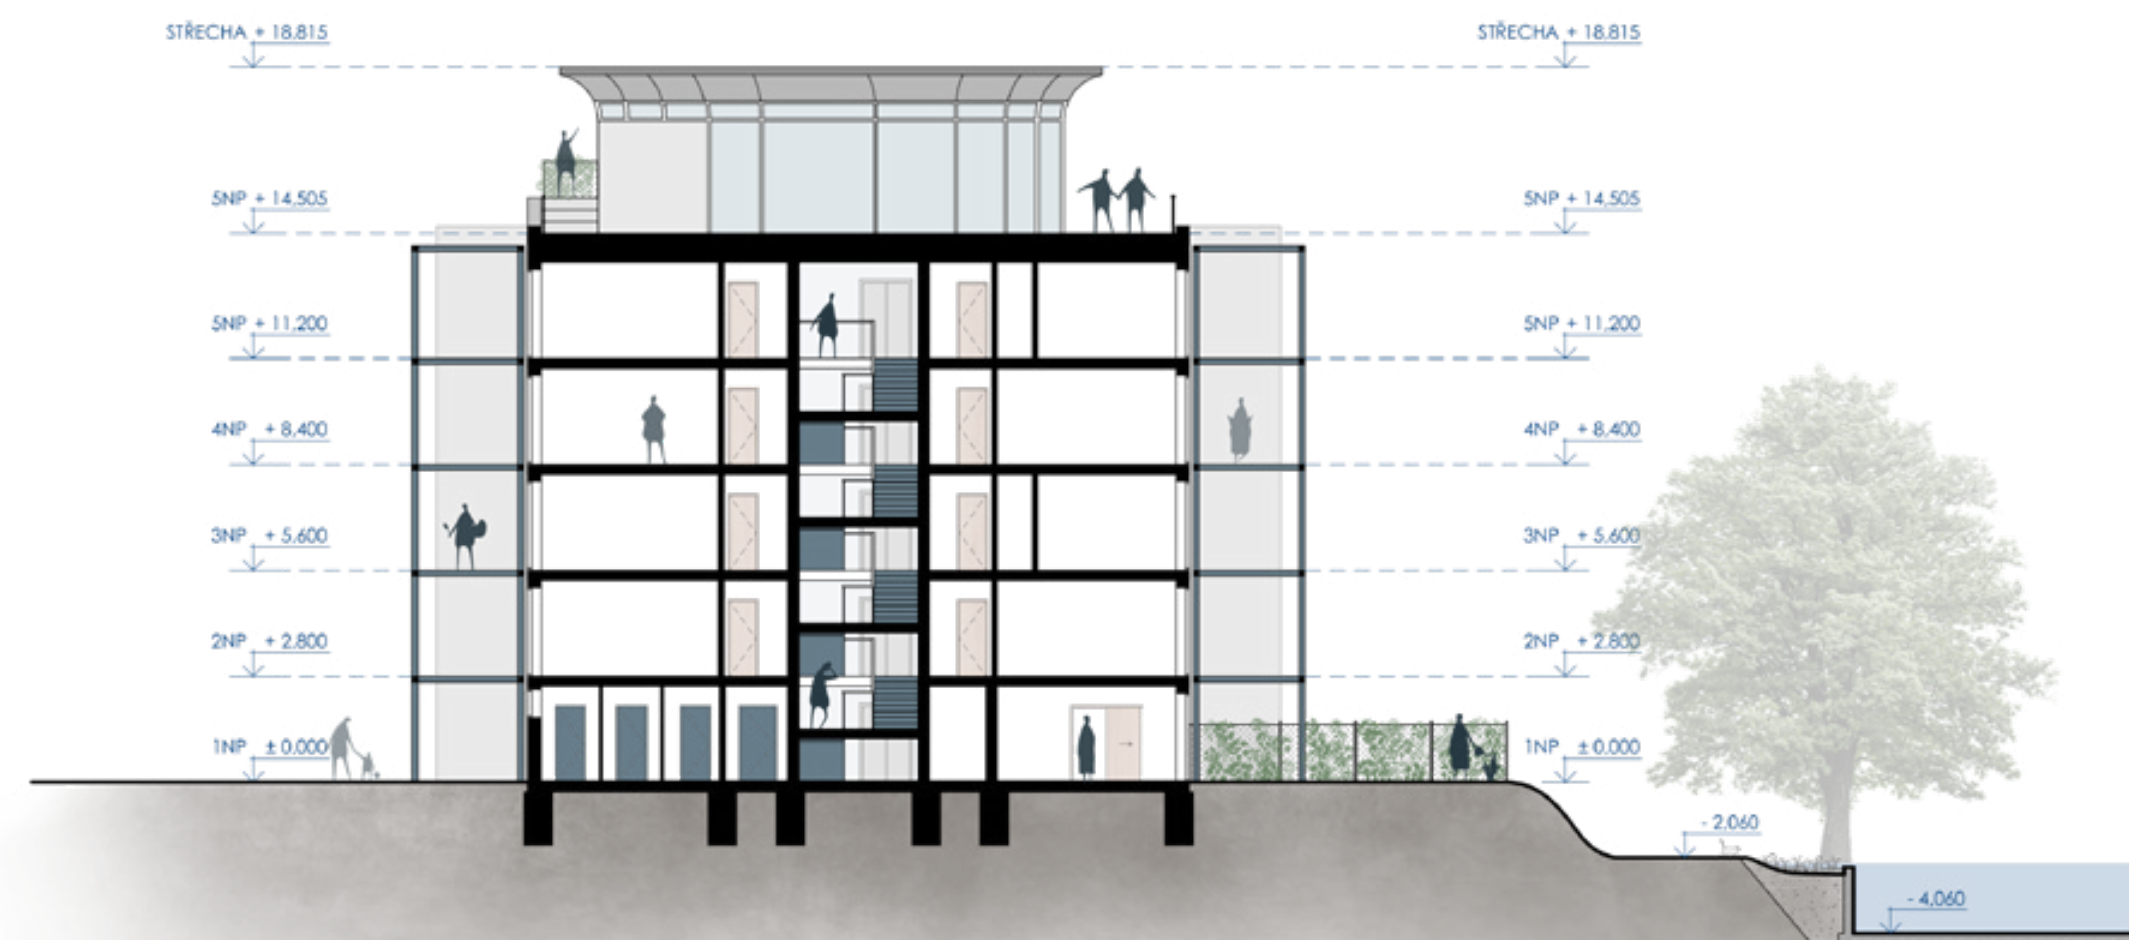 STŘECHA + 18,815
STŘECHA + 18,815
5NP + 14,505
5NP + 14,505
5NP + 11,200
5NP + 11,200
4NP + 8,400
4NP + 8,400
3NP + 5,600
3NP + 5,600
2NP + 2,800
2NP + 2,800
1NP ± 0,000
1NP ± 0,000
- 2,060
- 4,060